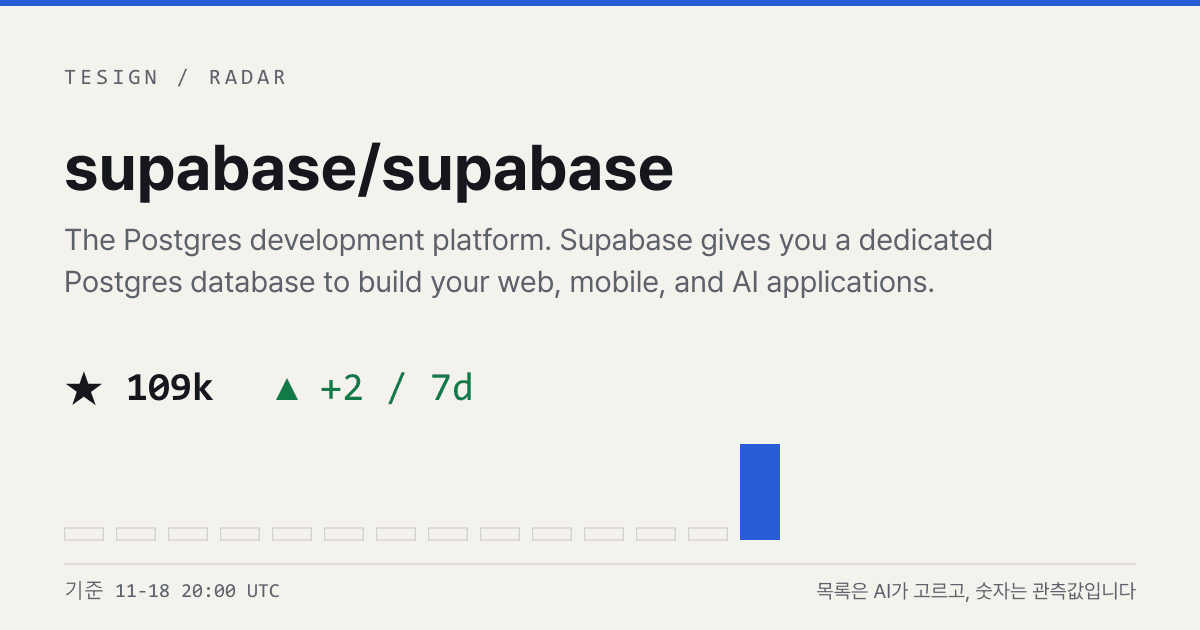 TESIGN / RADAR
supabase/supabase
The Postgres development platform. Supabase gives you a dedicated
Postgres database to build your web, mobile, and AI applications.
★ 109k ▲ +2 / 7d
기준 11-18 20:00 UTC
목록은 AI가 고르고, 숫자는 관측값입니다